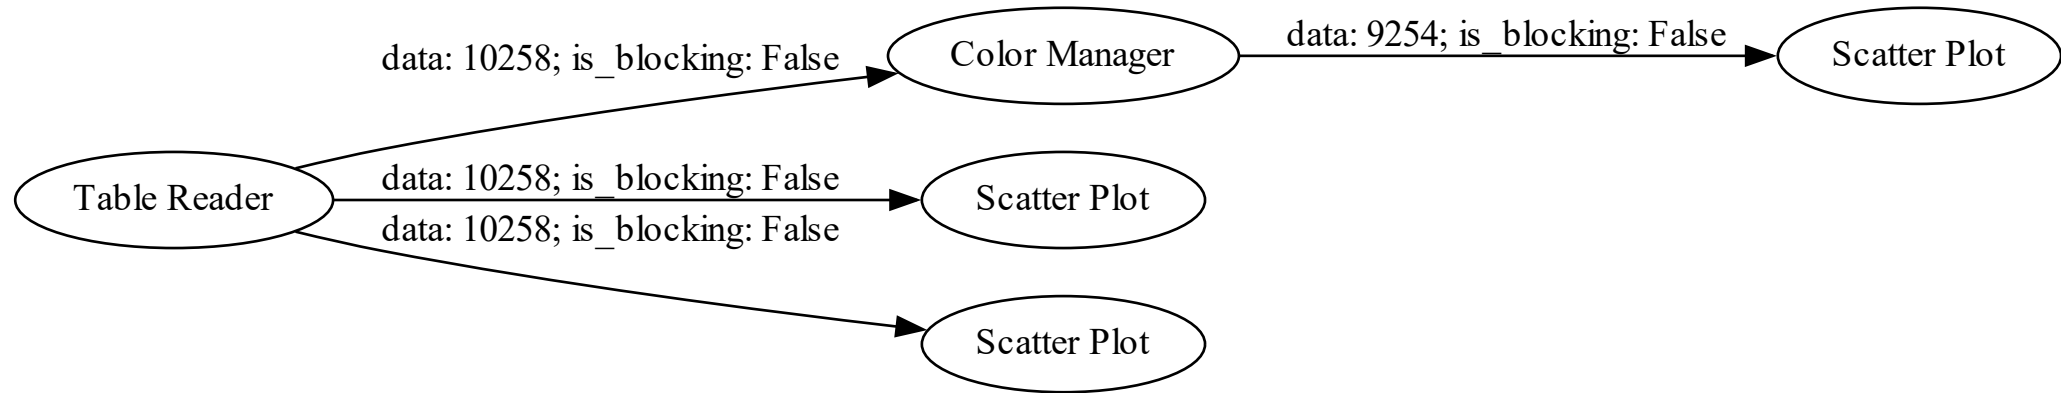 data: 10258; is_blocking: False
Color Manager
data: 9254; is_blocking: False
Scatter Plot
Table Reader
data: 10258; is_blocking: False
Scatter Plot
data: 10258; is_blocking: False
Scatter Plot